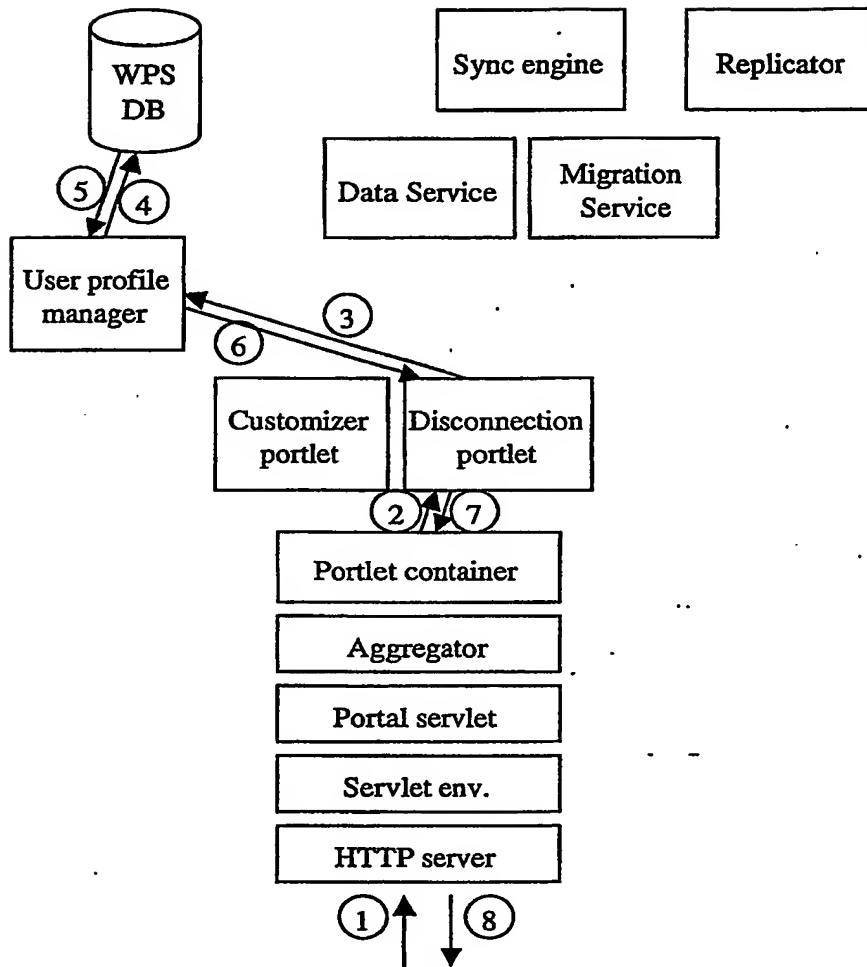 WPS
DB
Sync engine
Replicator
Data Service
Migration
Service
5
4
User profile
manager
3
6
Customizer
portlet
Disconnection
portlet
2
7
Portlet container
Aggregator
Portal servlet
Servlet env.
HTTP server
1
8